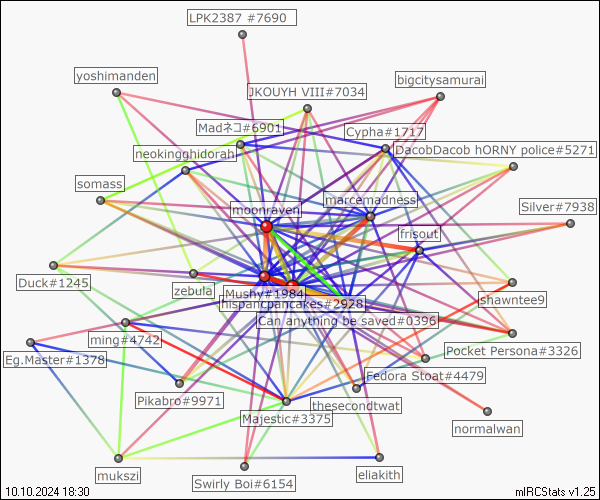 LPK2387 #7690
yoshimanden
bigcitysamurai
JKOUYH VIII#7034
Madネコ#6901
Cypha#1717
DacobDacob hORNY police#5271
neokingghidorah
somass
marcemadness
moonraven
Silver#7938
frisout
Duck#1245
zebula
Mushy#1984
hispancpancakes#2928
shawntee9
Can anything be saved#0396
ming#4742
Pocket Persona#3326
Eg.Master#1378
Fedora Stoat#4479
Pikabro#9971
thesecondtwat
Majestic#3375
normalwan
mukszi
eliakith
Swirly Boi#6154
10.10.2024 18:30
mIRCStats v1.25